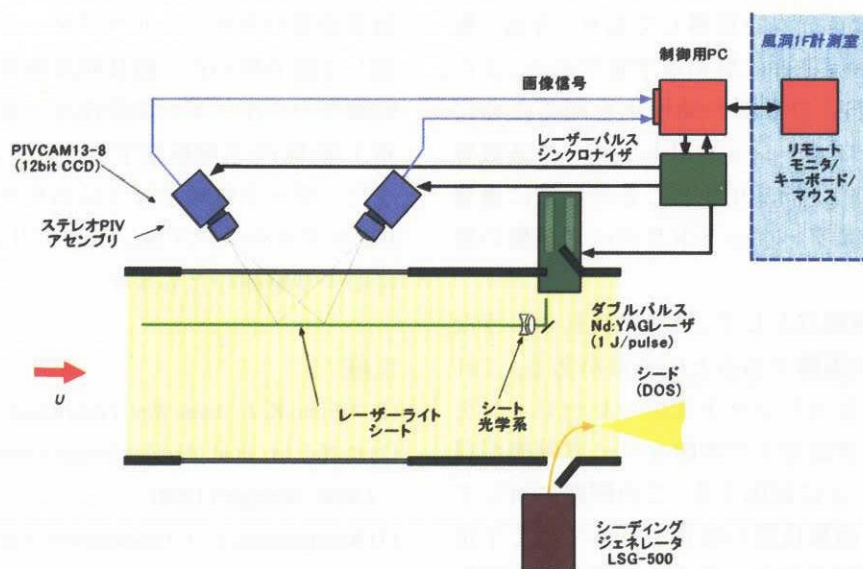 風洞1F計測室
制御用PC
画像信号
PIVCAM13-8
(12bit CCD)
レーザーパルス
シンクロナイザ
リモート
モニタ/
キーボード/
マウス
ステレオPIV
アセンブリ
ダブルパルス
Nd:YAGレーザ
(1 J/pulse)
シード
(DOS)
U
レーザーライト
シート
シート
光学系
シーディング
ジェネレータ
LSG-500